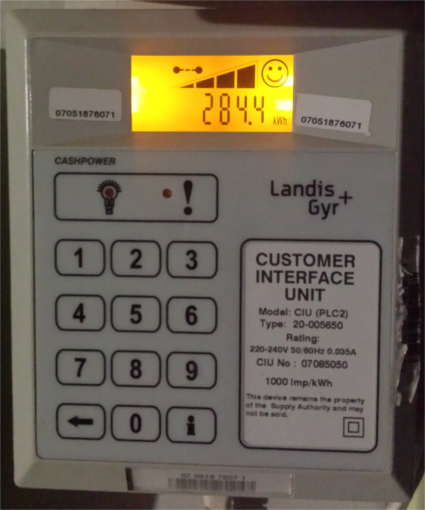 284.4 kWh
07051876071
07051876071
CASHPOWER
!
Landis+
Gyr
1 2 3
4 5 6
7 8 9
0 i
CUSTOMER
INTERFACE
UNIT
Model: CIU (PLC2)
Type: 20-005650
Rating:
220-240V 50/60Hz 0.035A
CIU No : 07085050
1000 Imp/kWh
This device remains the property
of the Supply Authority and may
not be sold.